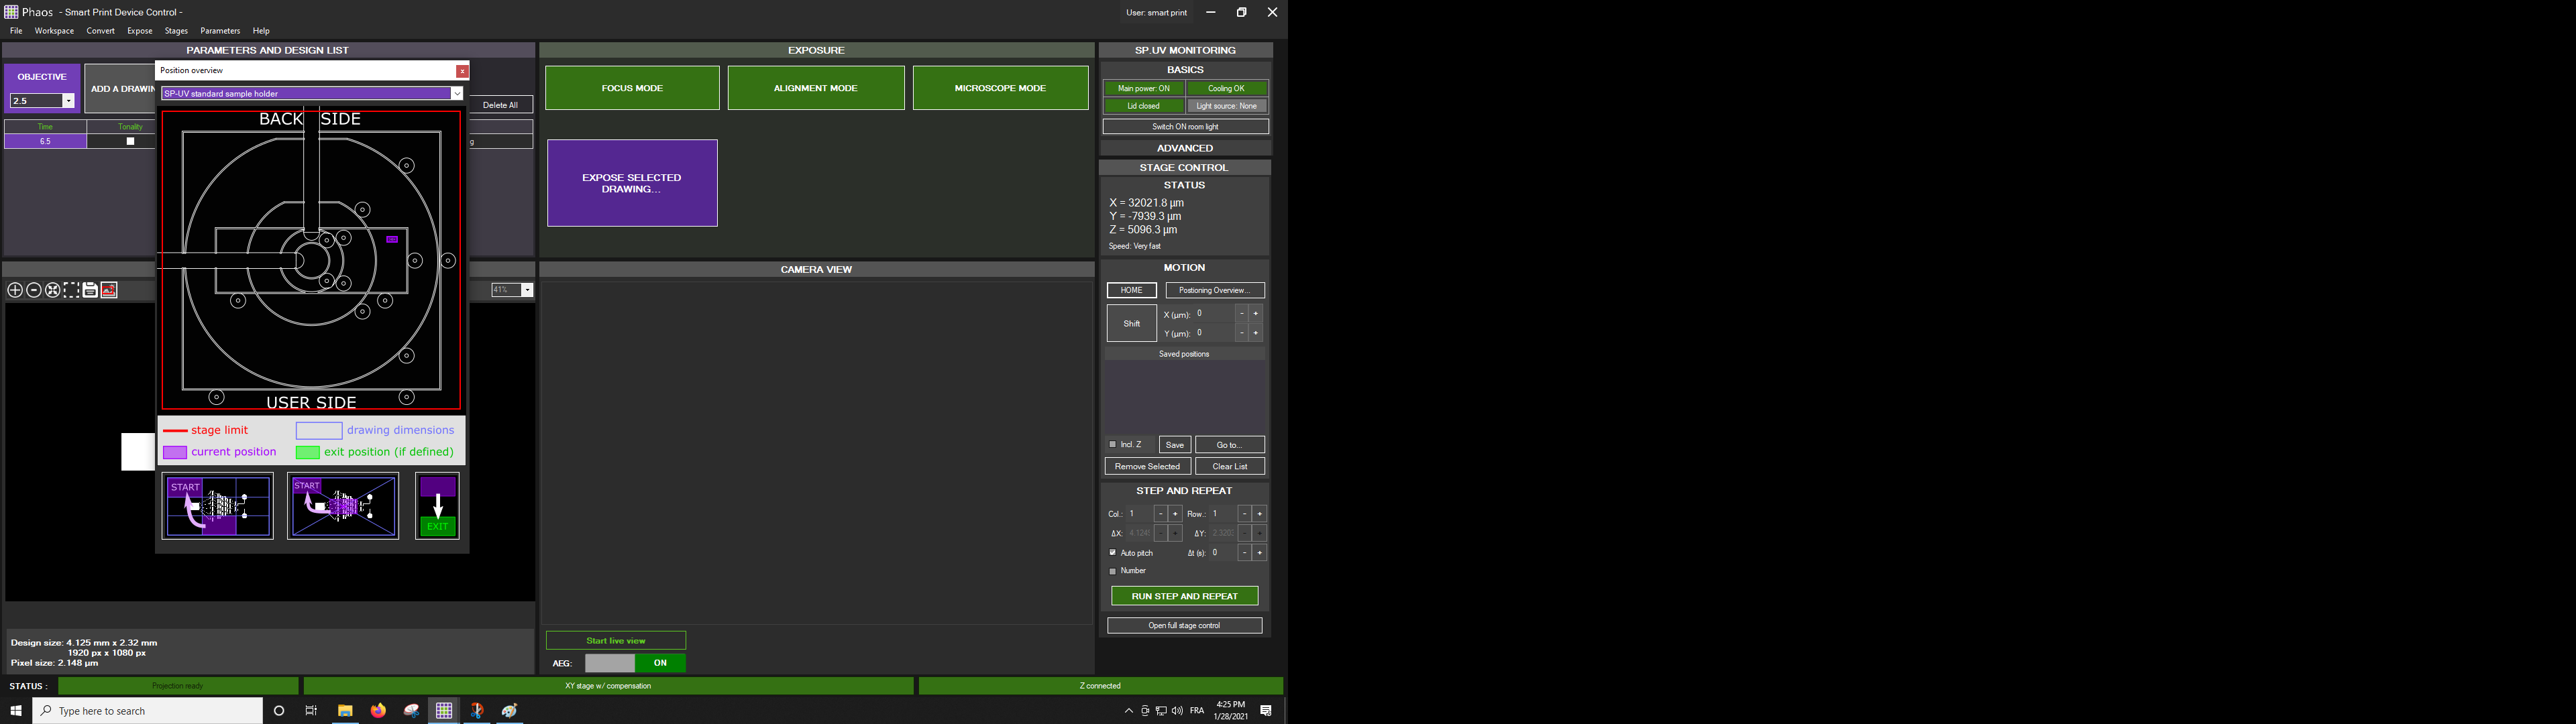 Phaos - Smart Print Device Control -
User: smart print
File Workspace Convert Expose Stages Parameters Help
PARAMETERS AND DESIGN LIST
OBJECTIVE
2.5
ADD A DRAWIN
Delete All
Time Tonality
6.5
g
41%
Position overview
x
SP-UV standard sample holder
BACK SIDE
USER SIDE
stage limit
drawing dimensions
current position
exit position (if defined)
START
START
EXIT
Design size: 4.125 mm x 2.32 mm
1920 px x 1080 px
Pixel size: 2.148 µm
EXPOSURE
FOCUS MODE
ALIGNMENT MODE
MICROSCOPE MODE
EXPOSE SELECTED
DRAWING...
CAMERA VIEW
Start live view
AEG:
ON
SP.UV MONITORING
BASICS
Main power: ON
Cooling OK
Lid closed
Light source: None
Switch ON room light
ADVANCED
STAGE CONTROL
STATUS
X = 32021.8 µm
Y = -7939.3 µm
Z = 5096.3 µm
Speed: Very fast
MOTION
HOME
Postioning Overview...
Shift
X (µm): 0 - +
Y (µm): 0 - +
Saved positions
Incl. Z
Save
Go to...
Remove Selected
Clear List
STEP AND REPEAT
Col.: 1 - + Row.: 1 - +
ΔX: - + ΔY: - +
Auto pitch Δt (s): 0 - +
Number
RUN STEP AND REPEAT
Open full stage control
STATUS :
Projection ready
XY stage w/ compensation
Z connected
Type here to search
FRA
4:25 PM
1/28/2021